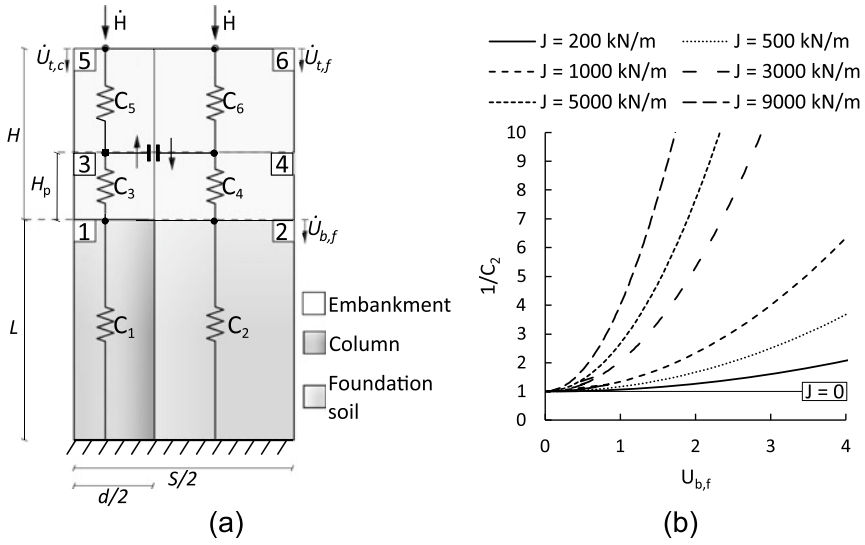 Ḣ Ḣ
U̇t,c 5 6 U̇t,f
C5 C6
H
3 4
Hp C3 C4
1 2 U̇b,f
L C1 C2
Embankment
Column
Foundation
soil
S/2
d/2
(a)
J = 200 kN/m J = 500 kN/m
J = 1000 kN/m J = 3000 kN/m
J = 5000 kN/m J = 9000 kN/m
10
9
8
7
6
5
4
3
2
1
0
1/C2
J = 0
0 1 2 3 4
Ub,f
(b)